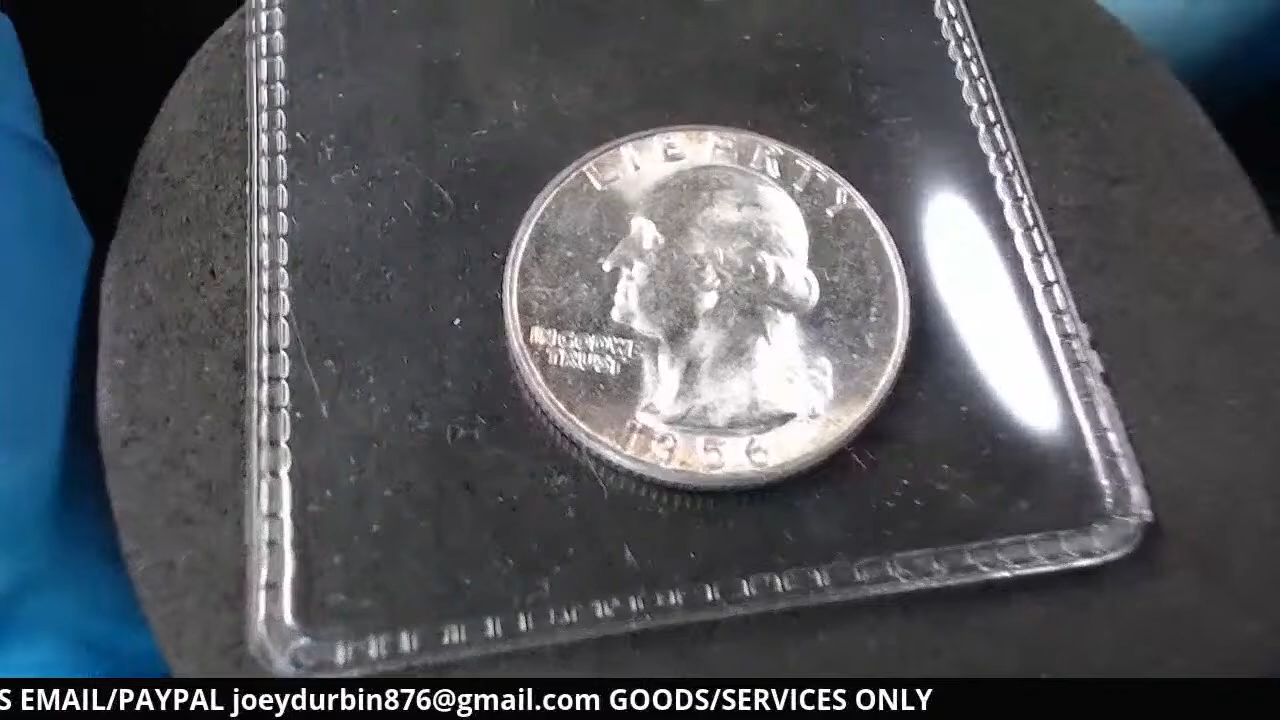 LIBERTY
IN GOD WE
TRUST
1956
S EMAIL/PAYPAL joeydurbin876@gmail.com GOODS/SERVICES ONLY